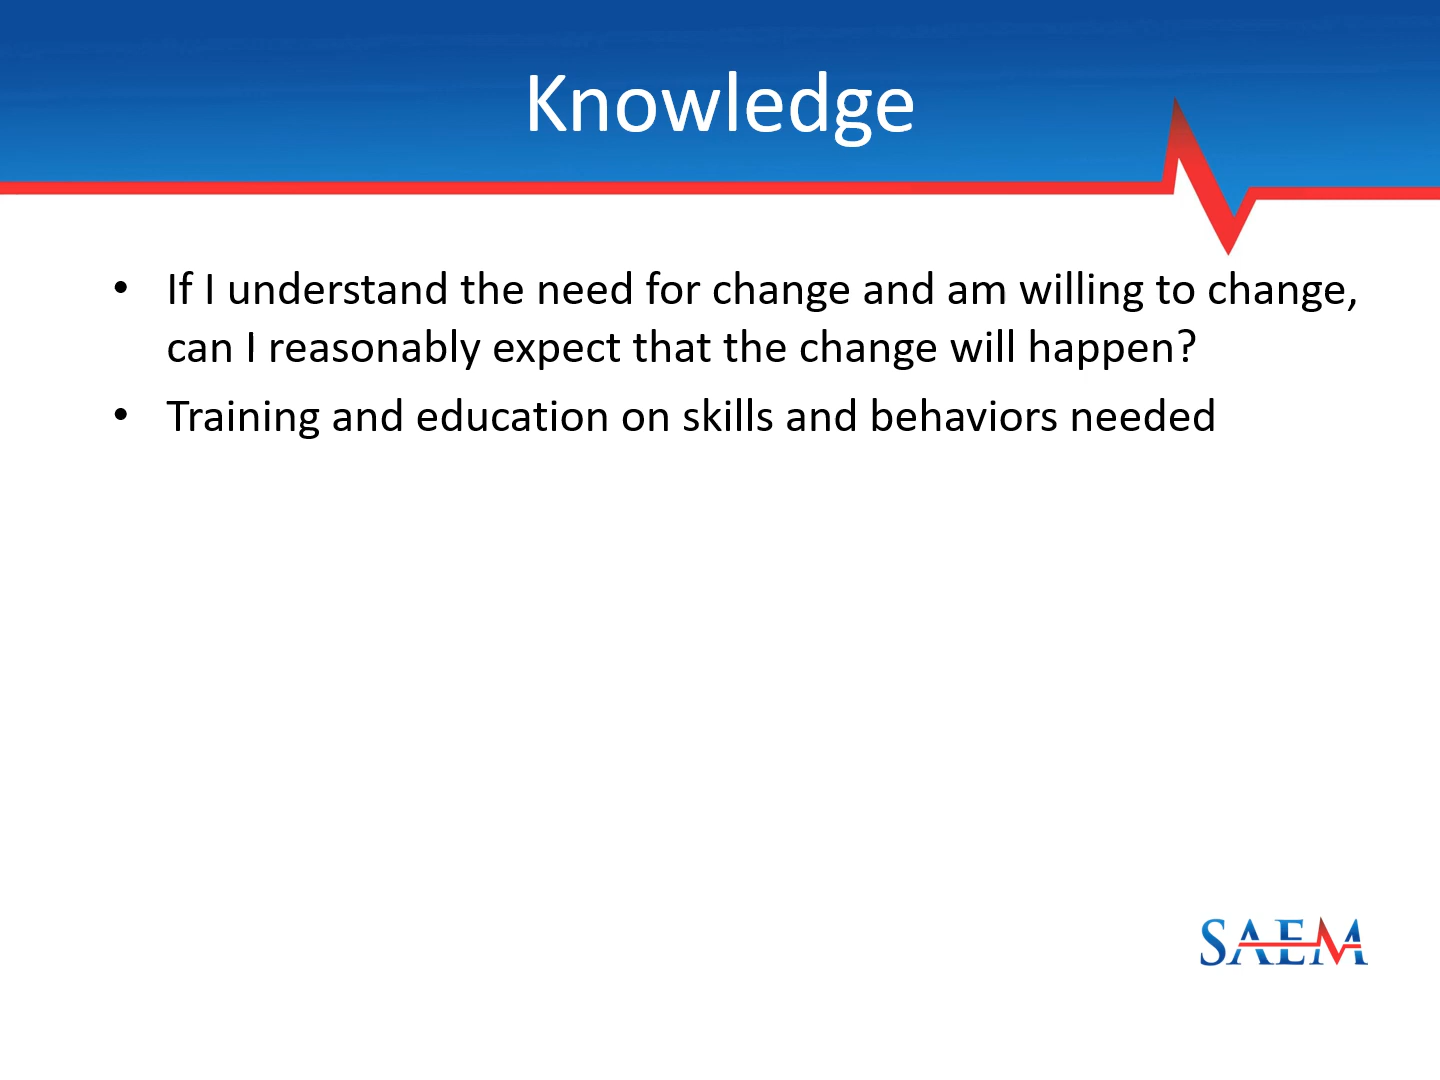 Knowledge
• If I understand the need for change and am willing to change,
can I reasonably expect that the change will happen?
• Training and education on skills and behaviors needed
SAEM